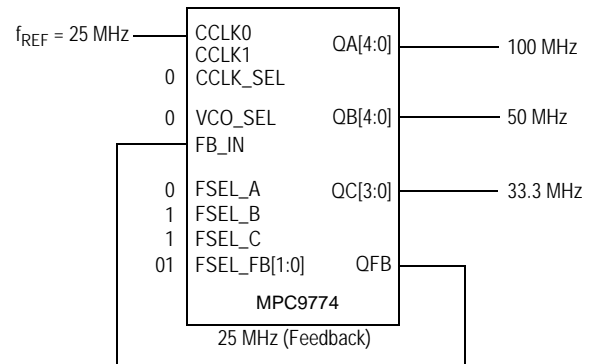 fREF = 25 MHz
CCLK0
CCLK1
0 CCLK_SEL
0 VCO_SEL
FB_IN
0 FSEL_A
1 FSEL_B
1 FSEL_C
01 FSEL_FB[1:0]
QA[4:0] 100 MHz
QB[4:0] 50 MHz
QC[3:0] 33.3 MHz
QFB
MPC9774
25 MHz (Feedback)